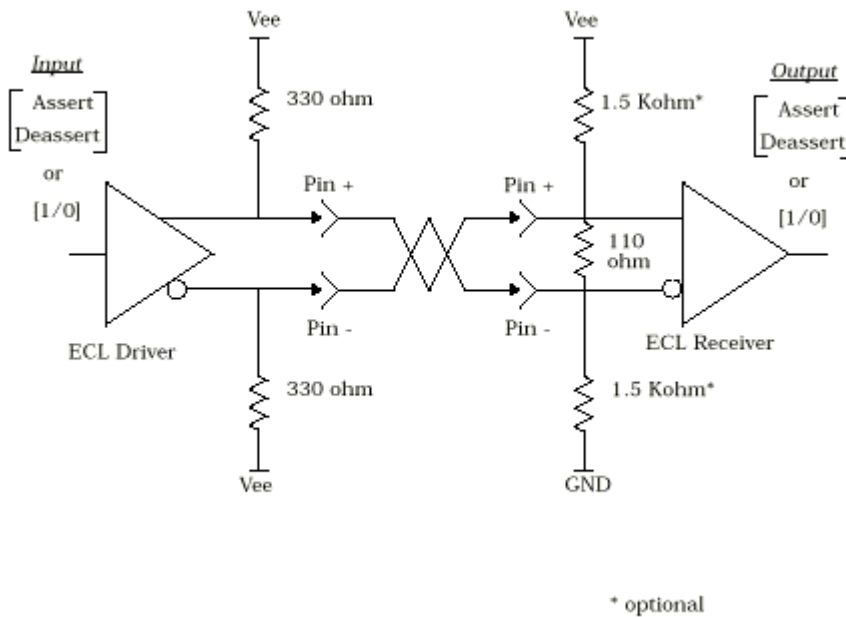 Vee
Vee
Input
Output
330 ohm
1.5 Kohm*
Assert
Deassert
Assert
Deassert
or
or
[1/0]
[1/0]
Pin +
Pin +
110
ohm
Pin -
Pin -
ECL Driver
ECL Receiver
330 ohm
1.5 Kohm*
Vee
GND
* optional